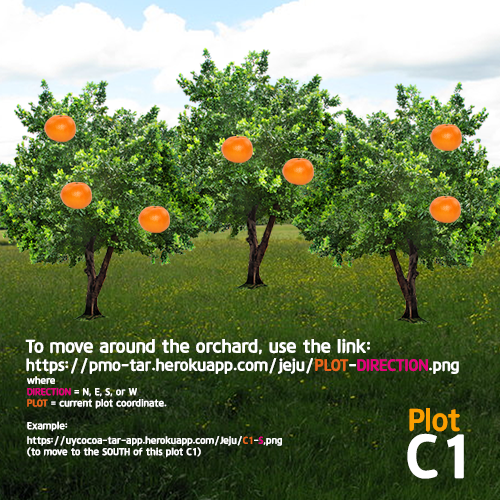 To move around the orchard, use the link:
https://pmo-tar.herokuapp.com/jeju/PLOT-DIRECTION.png
where
DIRECTION = N, E, S, or W
PLOT = current plot coordinate.
Example:
https://uycocoa-tar-app.herokuapp.com/Jeju/C1-S.png
(to move to the SOUTH of this plot C1)
Plot
C1